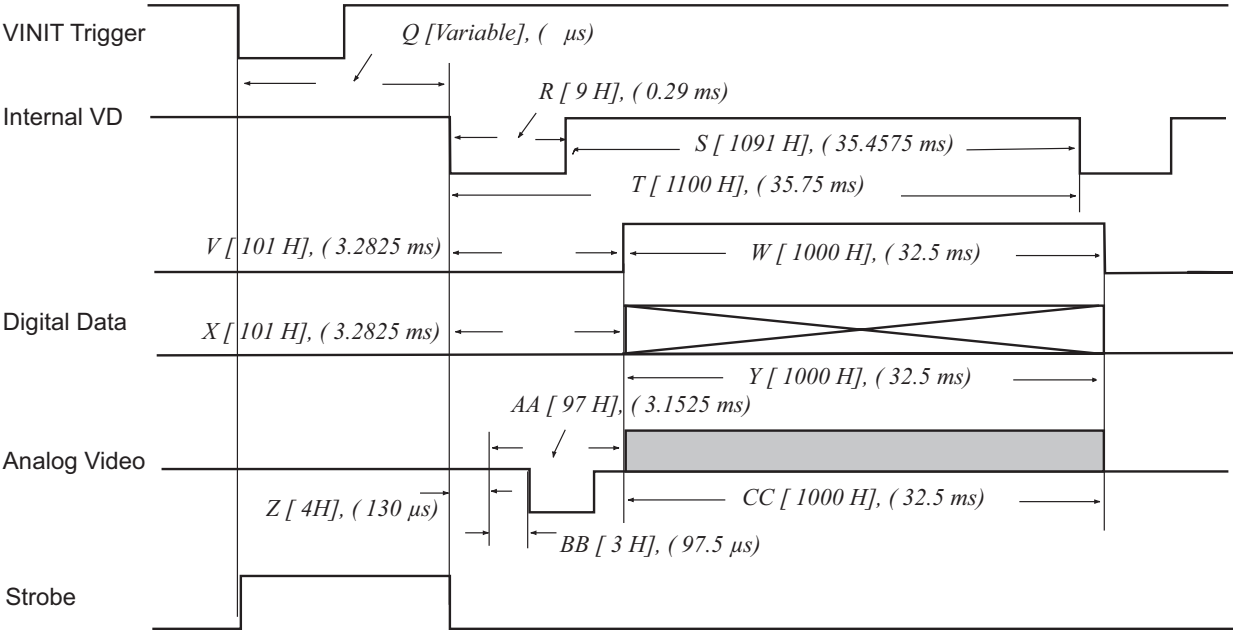 VINIT Trigger
Q [Variable], ( μs)
R [ 9 H], ( 0.29 ms)
Internal VD
S [ 1091 H], ( 35.4575 ms)
T [ 1100 H], ( 35.75 ms)
V [ 101 H], ( 3.2825 ms)
W [ 1000 H], ( 32.5 ms)
Digital Data
X [ 101 H], ( 3.2825 ms)
Y [ 1000 H], ( 32.5 ms)
AA [ 97 H], ( 3.1525 ms)
Analog Video
Z [ 4H], ( 130 μs)
CC [ 1000 H], ( 32.5 ms)
BB [ 3 H], ( 97.5 μs)
Strobe